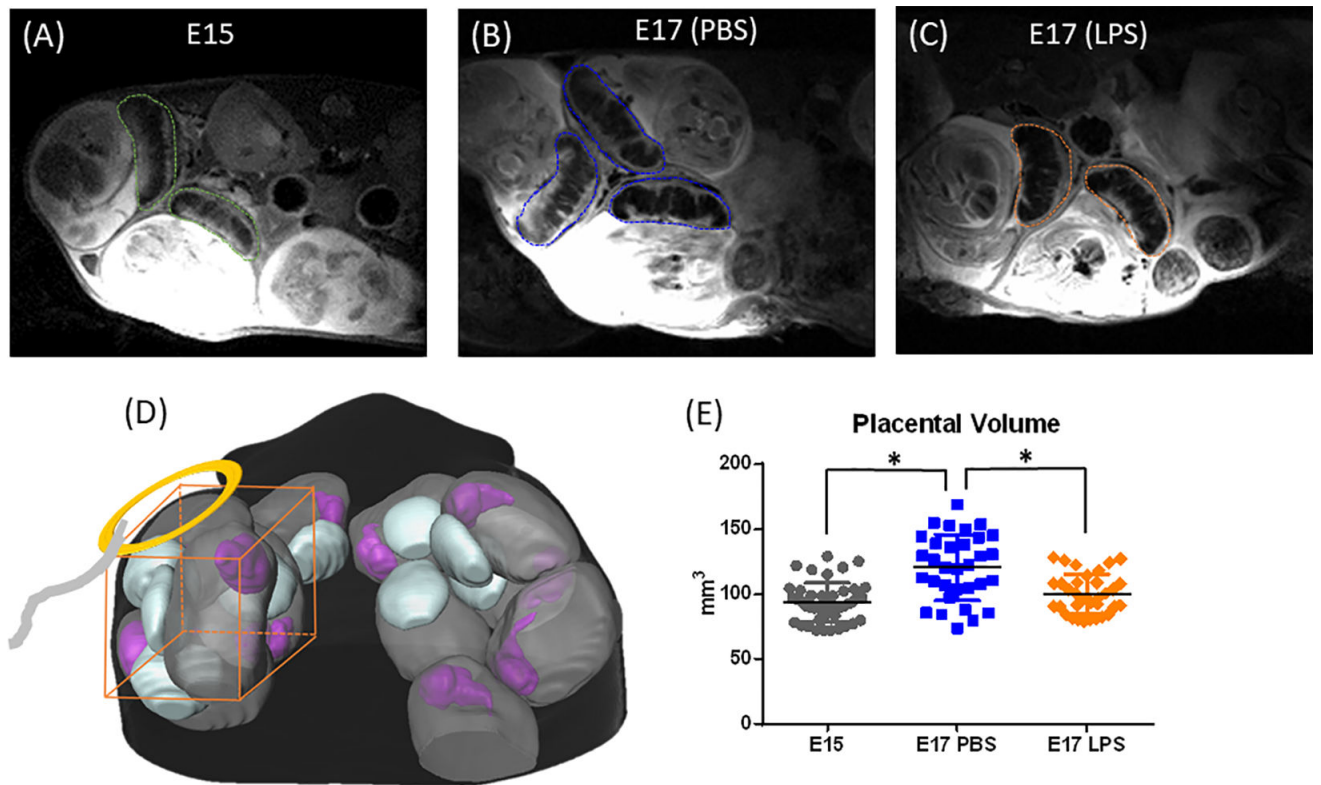 (A) E15
(B) E17 (PBS)
(C) E17 (LPS)
(D)
(E)
Placental Volume
* *
200
150
100
50
0
mm³
E15 E17 PBS E17 LPS